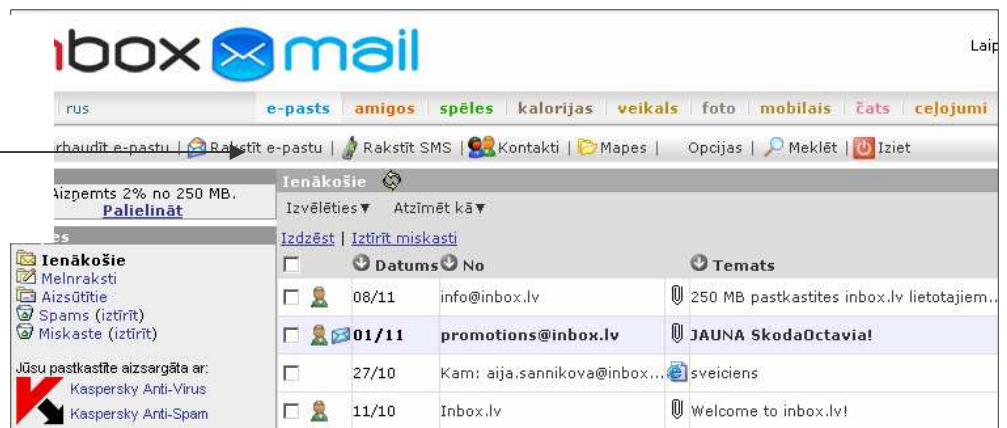 box mail
Laip
rus e-pasts amigos spēles kalorijas veikals foto mobilais čats ceļojumi
rbaudīt e-pastu | Rakstīt e-pastu | Rakstīt SMS | Kontakti | Mapes | Opcijas | Meklēt | Iziet
Aizņemts 2% no 250 MB.
Palielināt
es
Ienākošie
Melnraksti
Aizsūtītie
Spams (iztīrīt)
Miskaste (iztīrīt)
Jūsu pastkastīte aizsargāta ar:
Kaspersky Anti-Virus
Kaspersky Anti-Spam
Ienākošie
Izvēlēties▼ Atzīmēt kā▼
Izdzēst | Iztīrīt miskasti
Datums No Temats
08/11 info@inbox.lv 250 MB pastkastites inbox.lv lietotajiem..
01/11 promotions@inbox.lv JAUNA SkodaOctavia!
27/10 Kam: aija.sannikova@inbox... sveiciens
11/10 Inbox.lv Welcome to inbox.lv!